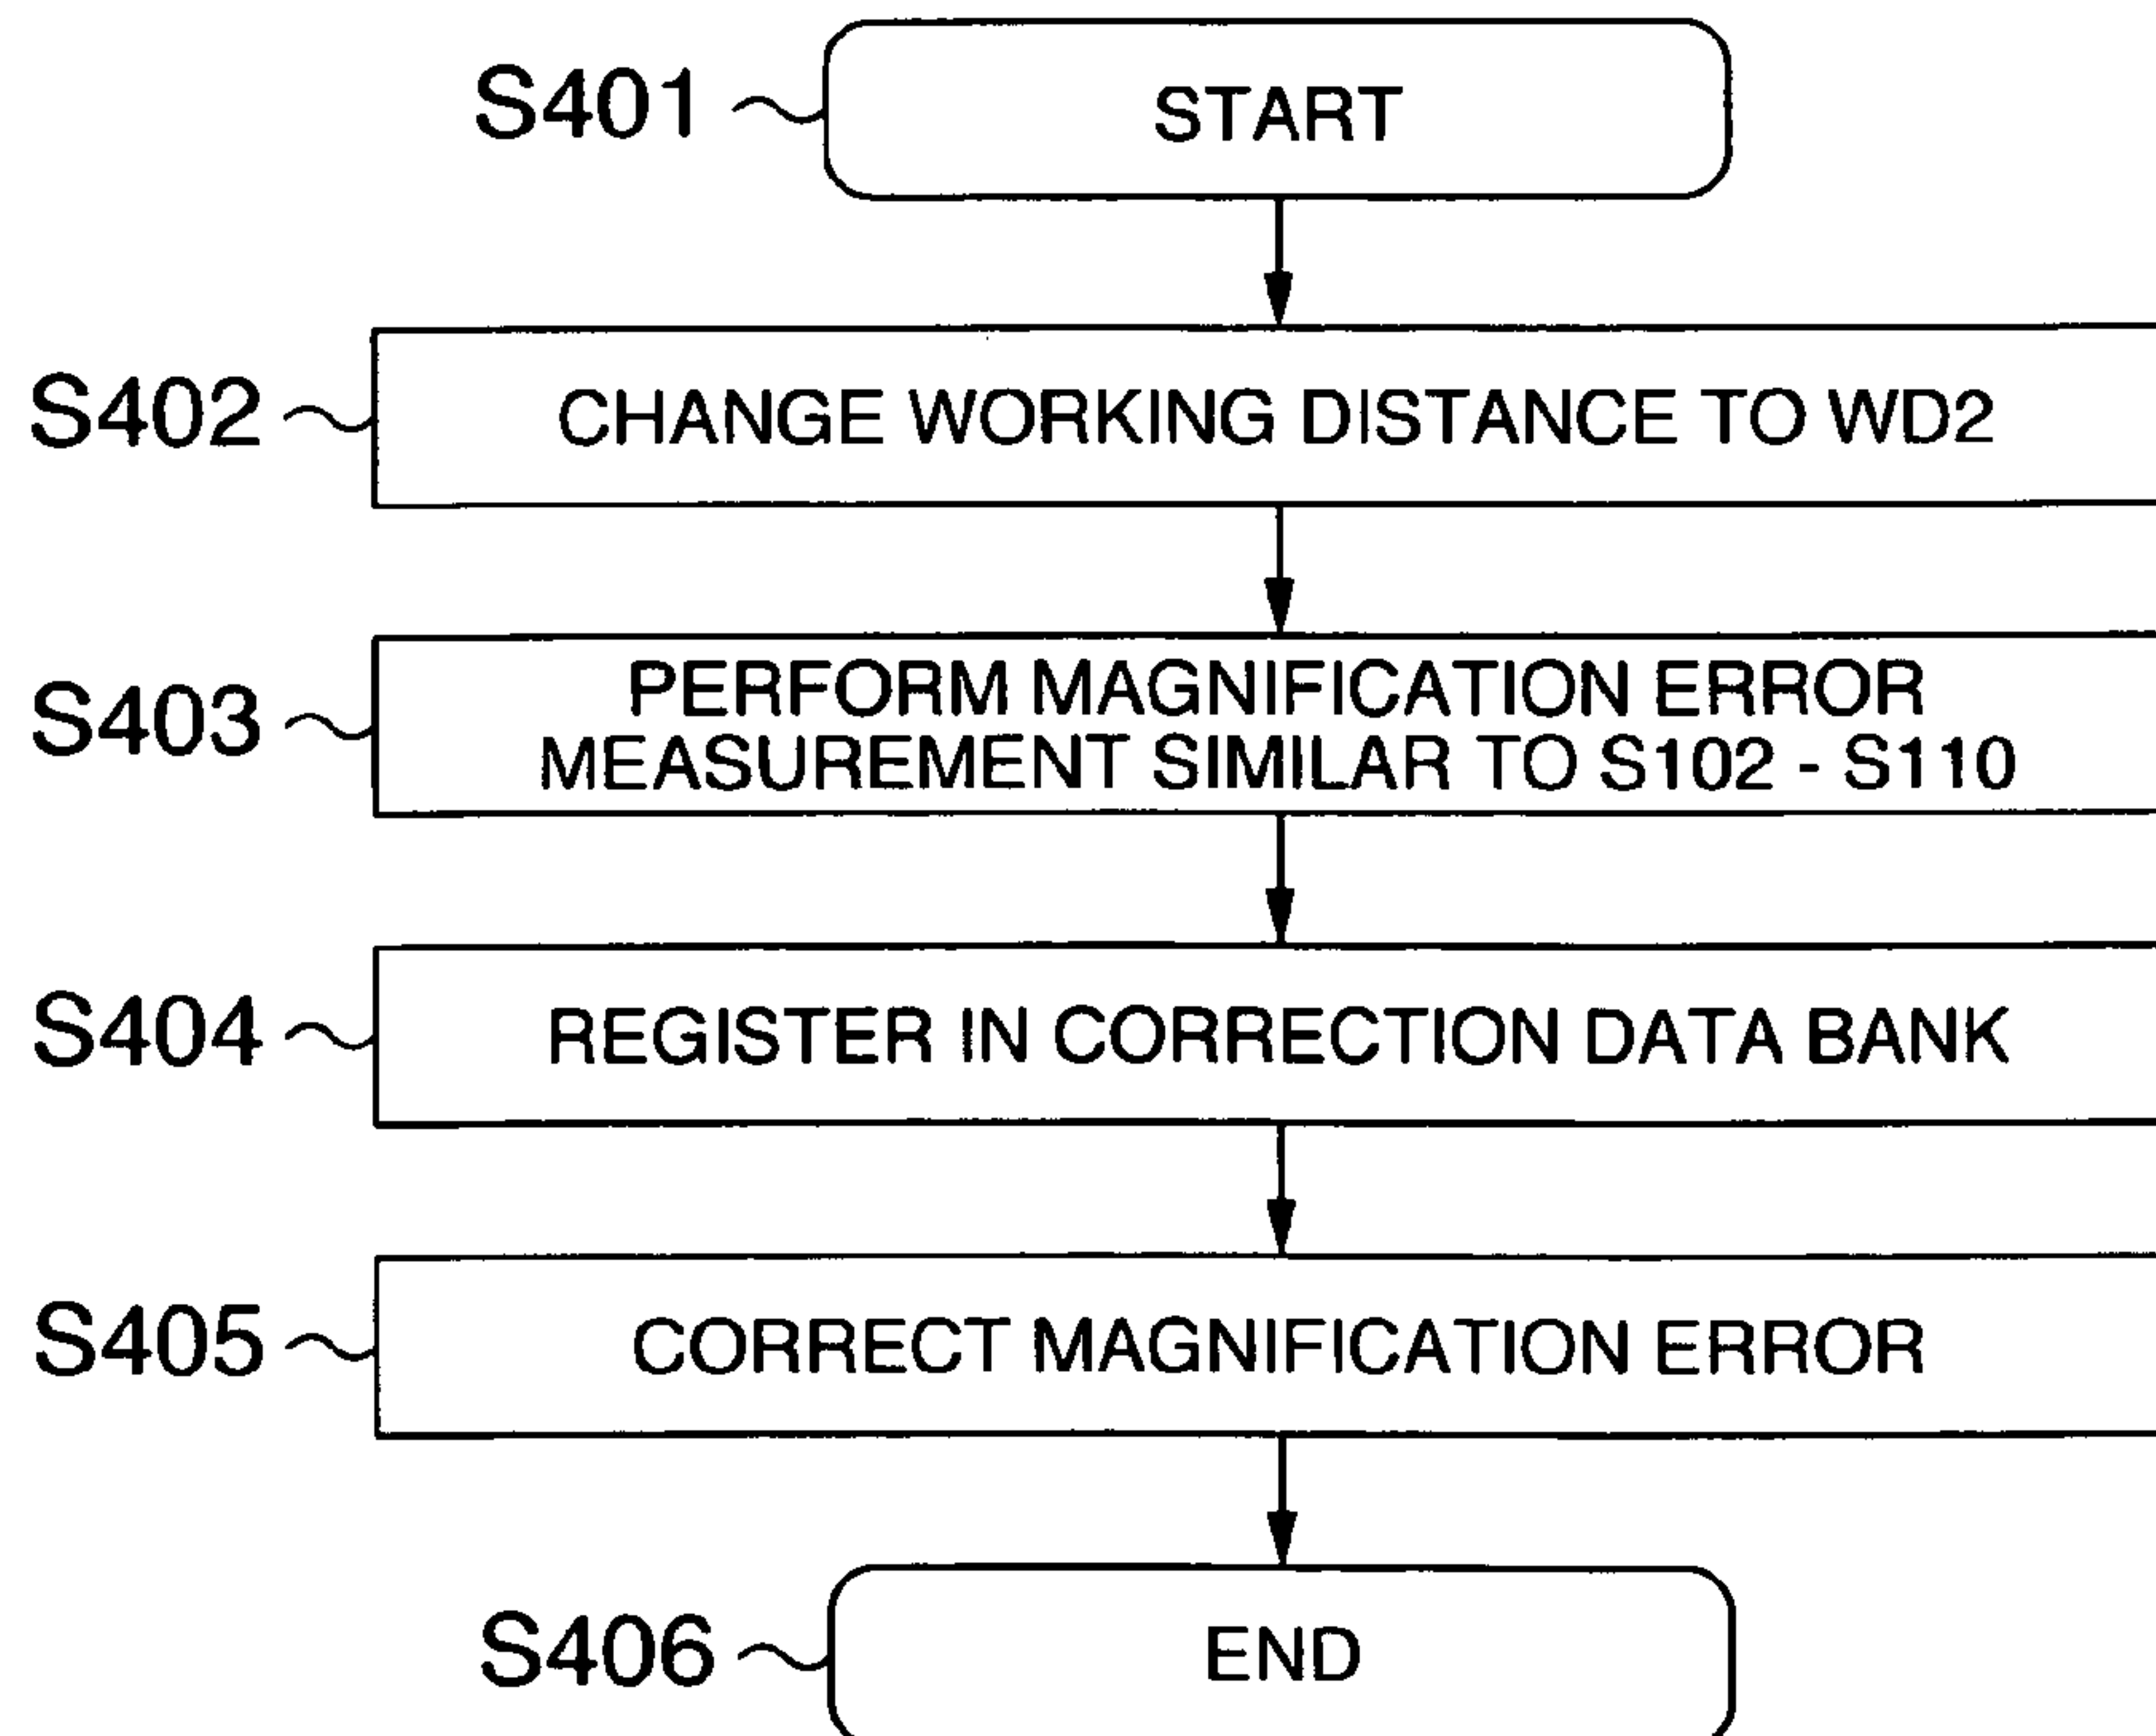 S401 START
S402 CHANGE WORKING DISTANCE TO WD2
S403 PERFORM MAGNIFICATION ERROR
MEASUREMENT SIMILAR TO S102 - S110
S404 REGISTER IN CORRECTION DATA BANK
S405 CORRECT MAGNIFICATION ERROR
S406 END